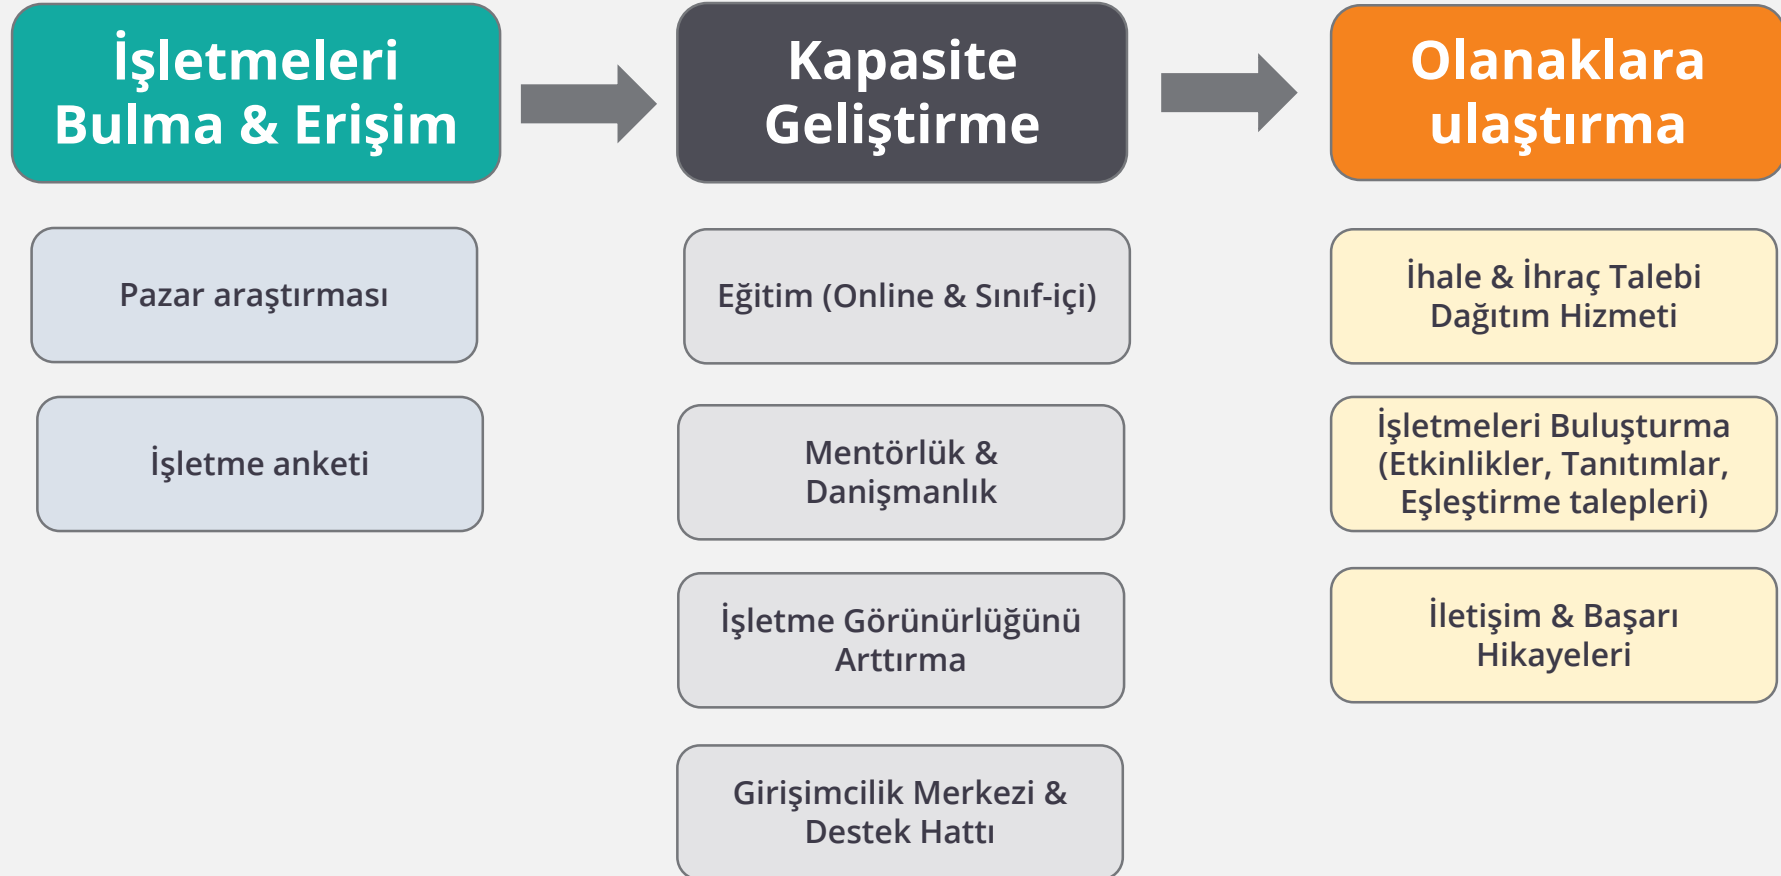 İşletmeleri
Bulma & Erişim
Pazar araştırması
İşletme anketi
Kapasite
Geliştirme
Eğitim (Online & Sınıf-içi)
Mentörlük &
Danişmanlık
İşletme Görünürlüğünü
Arttırma
Girişimcilik Merkezi &
Destek Hattı
Olanaklara
ulaştırma
İhale & İhraç Talebi
Dağıtım Hizmeti
İşletmeleri Buluşturma
(Etkinlikler, Tanıtımlar,
Eşleştirme talepleri)
İletişim & Başarı
Hikayeleri